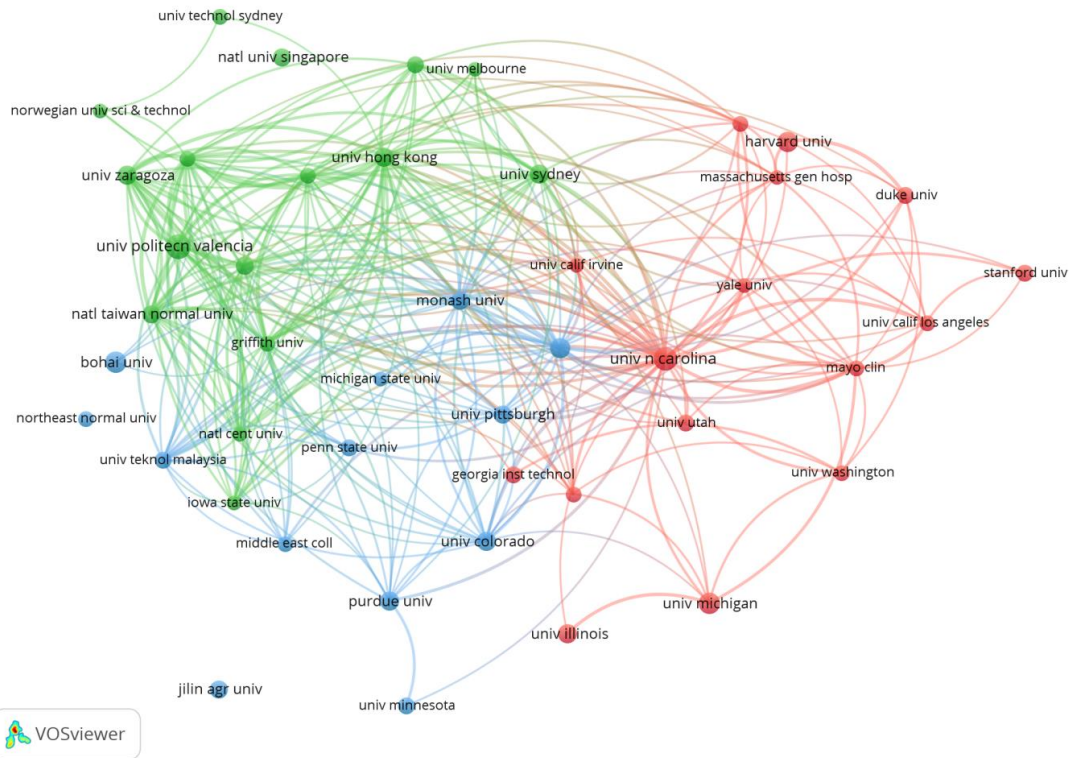 univ technol sydney
natl univ singapore
univ melbourne
norwegian univ sci & technol
harvard univ
univ hong kong
univ zaragoza
univ sydney
massachusetts gen hosp
duke univ
univ politecn valencia
univ calif irvine
stanford univ
yale univ
monash univ
natl taiwan normal univ
univ calif los angeles
griffith univ
bohai univ
univ n carolina
mayo clin
michigan state univ
northeast normal univ
univ pittsburgh
univ utah
natl cent univ
penn state univ
univ teknol malaysia
georgia inst technol
univ washington
iowa state univ
middle east coll
univ colorado
purdue univ
univ michigan
univ illinois
jilin agr univ
univ minnesota
VOSviewer